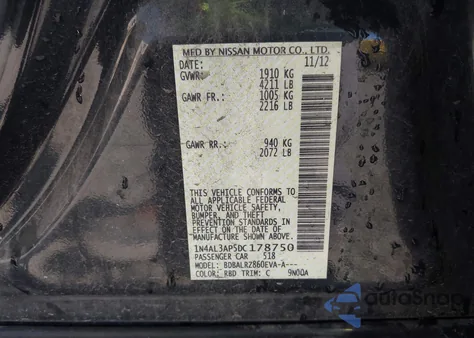 MFD BY NISSAN MOTOR CO., LTD.
DATE: 11/12
GVWR: 1910 KG
4211 LB
GAWR FR.: 1005 KG
2216 LB
GAWR RR.: 940 KG
2072 LB
THIS VEHICLE CONFORMS TO
ALL APPLICABLE FEDERAL
MOTOR VEHICLE SAFETY,
BUMPER, AND THEFT
PREVENTION STANDARDS
IN EFFECT ON THE DATE OF
MANUFACTURE SHOWN ABOVE.
1N4AL3AP5DC178750
PASSENGER CAR 518
MODEL: BDBALRZ860EVA-A---
COLOR: RBD TRIM: C 9N00A
AutoSnap